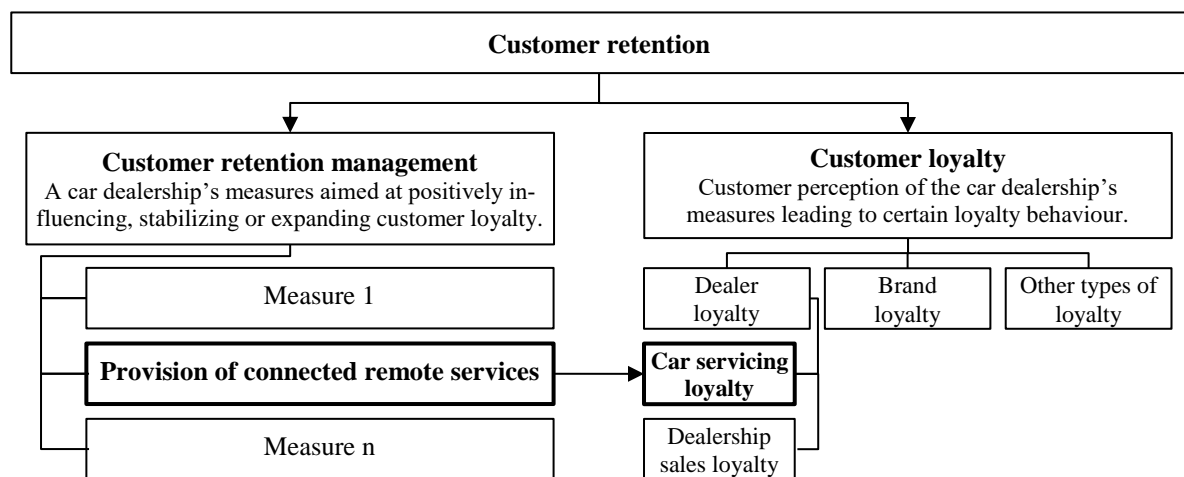 Customer retention
Customer retention management
A car dealership’s measures aimed at positively in-
fluencing, stabilizing or expanding customer loyalty.
Customer loyalty
Customer perception of the car dealership’s
measures leading to certain loyalty behaviour.
Measure 1
Dealer
loyalty
Brand
loyalty
Other types of
loyalty
Provision of connected remote services
Car servicing
loyalty
Measure n
Dealership
sales loyalty